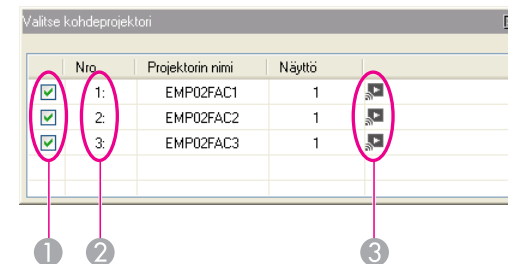 Valitse kohdeprojektori
Nro. Projektorin nimi Näyttö
1: EMP02FAC1 1
2: EMP02FAC2 1
3: EMP02FAC3 1
1 2 3